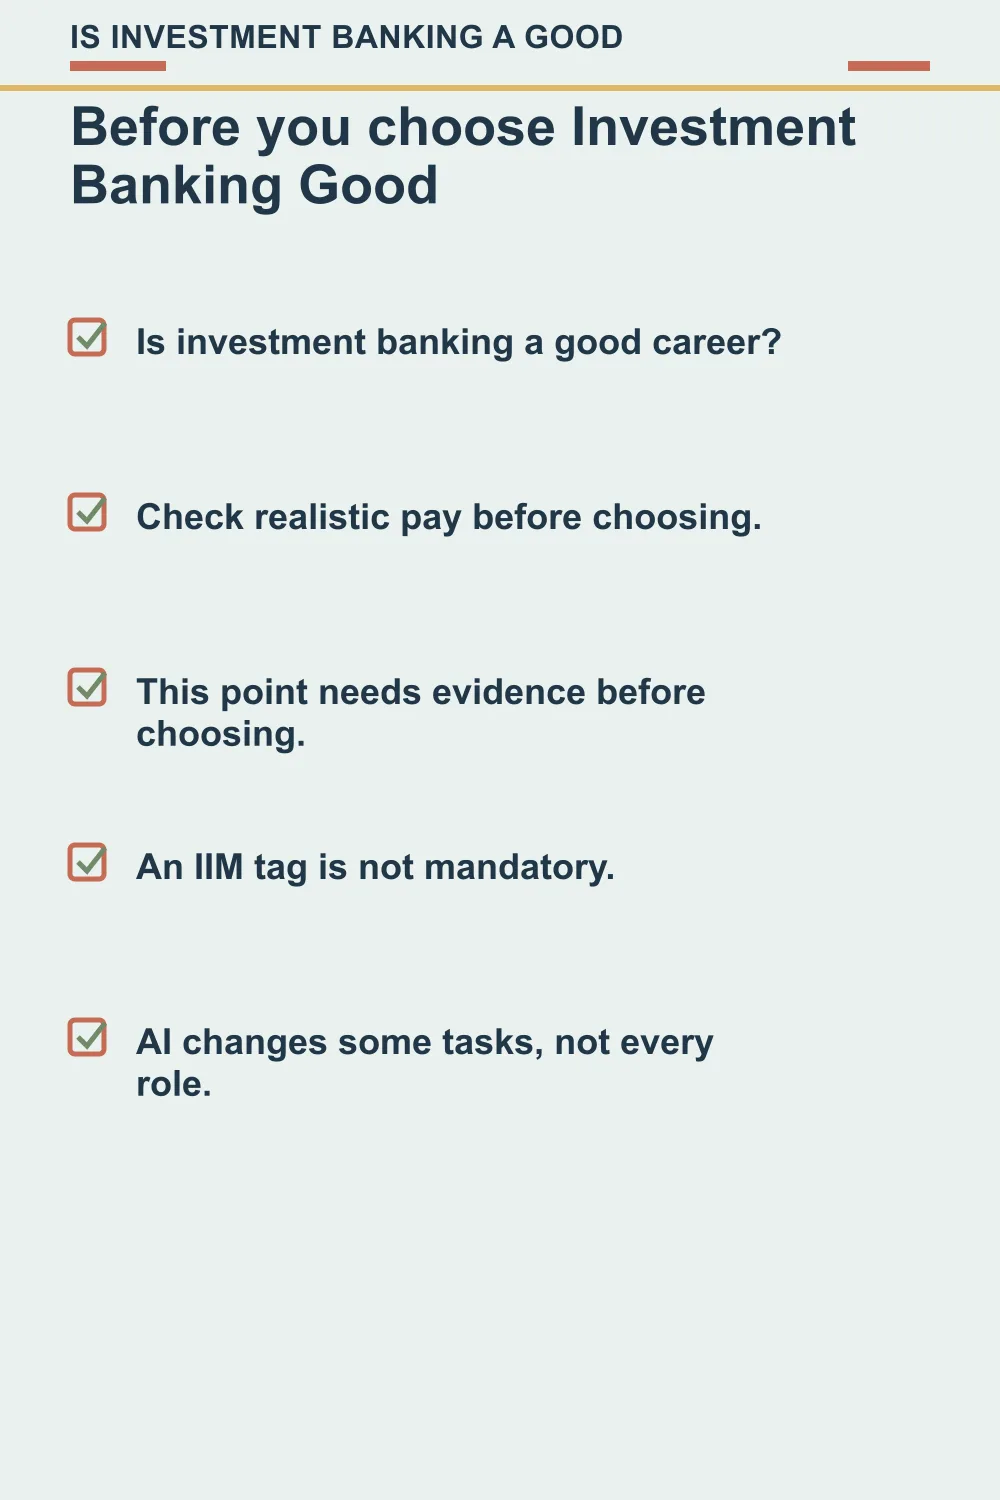 IS INVESTMENT BANKING A GOOD
Before you choose Investment
Banking Good
Is investment banking a good career?
Check realistic pay before choosing.
This point needs evidence before
choosing.
An IIM tag is not mandatory.
AI changes some tasks, not every
role.